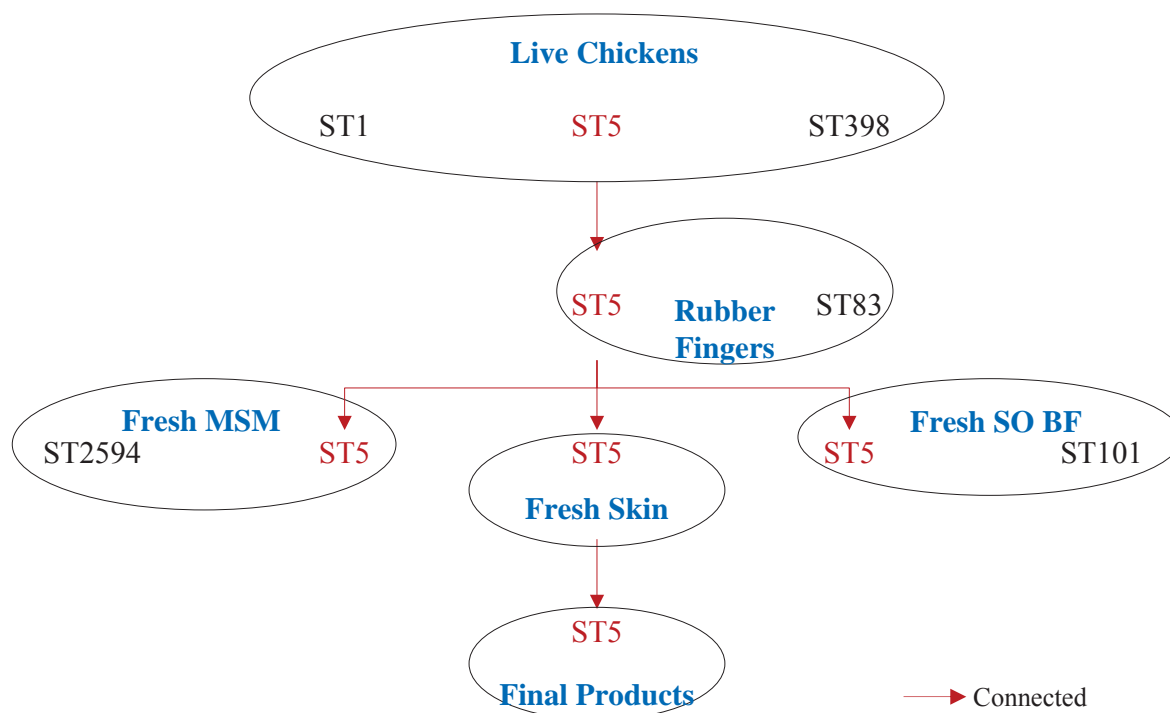 Live Chickens
ST1 ST5 ST398
ST5 Rubber Fingers ST83
Fresh MSM
ST2594 ST5
ST5
Fresh Skin
Fresh SO BF
ST5 ST101
ST5
Final Products
Connected